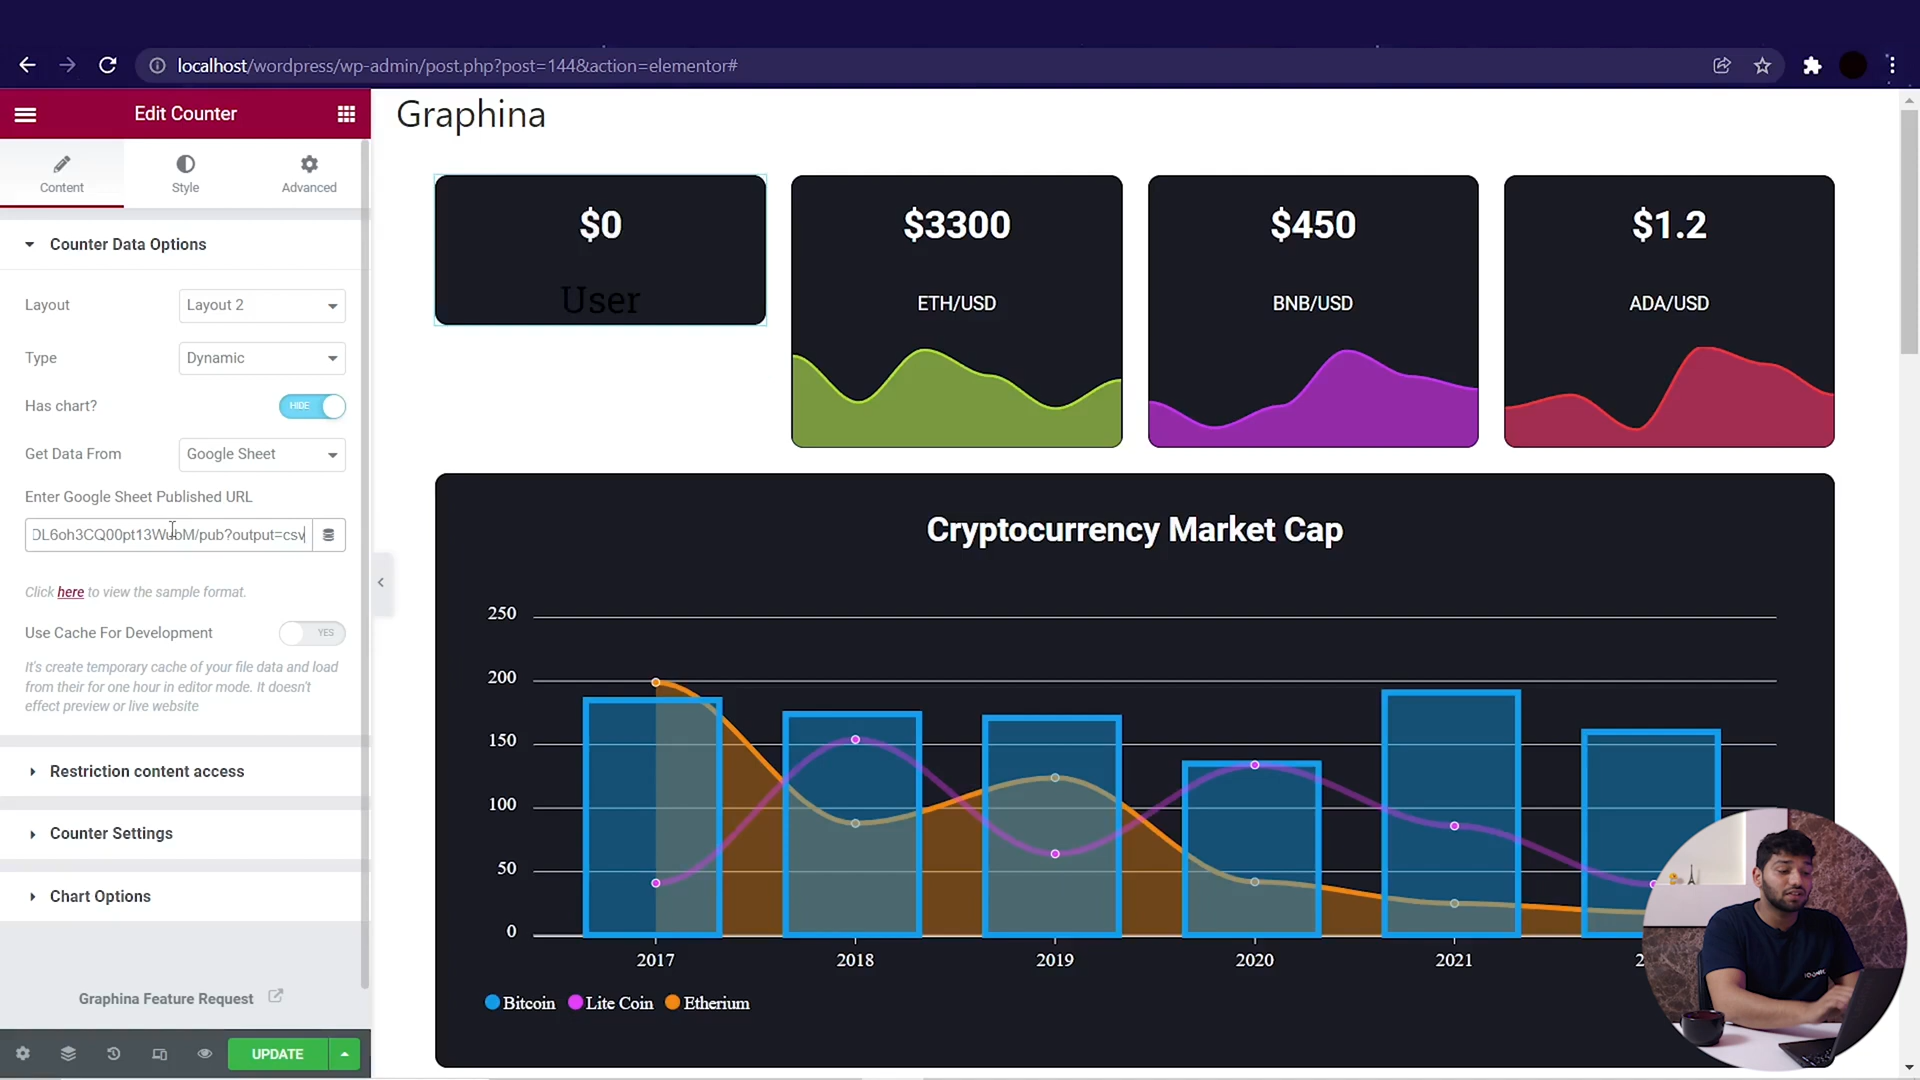 localhost/wordpress/wp-admin/post.php?post=144&action=elementor#
Edit Counter
Content
Style
Advanced
Counter Data Options
Layout
Layout 2
Type
Dynamic
Has chart?
HIDE
Get Data From
Google Sheet
Enter Google Sheet Published URL
DL6oh3CQ00pt13WubM/pub?output=csv
Click here to view the sample format.
Use Cache For Development
YES
It's create temporary cache of your file data and load
from their for one hour in editor mode. It doesn't
effect preview or live website
Restriction content access
Counter Settings
Chart Options
Graphina Feature Request
UPDATE
Graphina
$0
User
$3300
ETH/USD
$450
BNB/USD
$1.2
ADA/USD
Cryptocurrency Market Cap
250
200
150
100
50
0
2017
2018
2019
2020
2021
Bitcoin
Lite Coin
Etherium